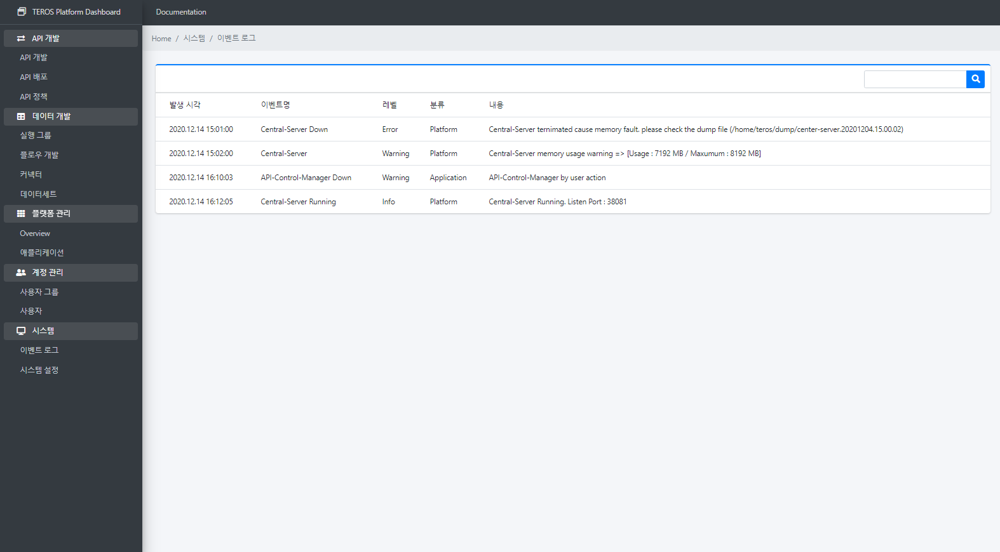 TEROS Platform Dashboard
Documentation
API 개발
API 개발
API 배포
API 정책
데이터 개발
실행 그룹
플로우 개발
커넥터
데이터세트
플랫폼 관리
Overview
애플리케이션
계정 관리
사용자 그룹
사용자
시스템
이벤트 로그
시스템 설정
Home / 시스템 / 이벤트 로그
발생 시각 이벤트명 레벨 분류 내용
2020.12.14 15:01:00 Central-Server Down Error Platform Central-Server ternimated cause memory fault. please check the dump file (/home/teros/dump/center-server.20201204.15.00.02)
2020.12.14 15:02:00 Central-Server Warning Platform Central-Server memory usage warning => [Usage : 7192 MB / Maxumum : 8192 MB]
2020.12.14 16:10:03 API-Control-Manager Down Warning Application API-Control-Manager by user action
2020.12.14 16:12:05 Central-Server Running Info Platform Central-Server Running. Listen Port : 38081